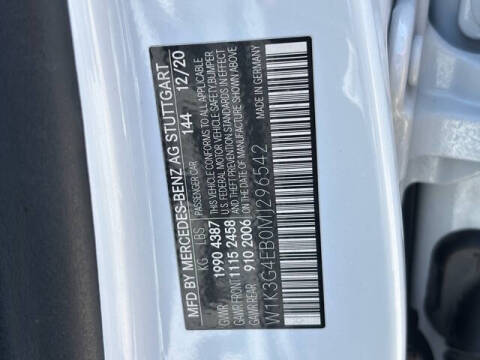 MFD BY MERCEDES-BENZ AG STUTTGART
144 12/20
PASSENGER CAR
KG LBS
GVWR 1990 4387
GAWR FRONT 1115 2458
GAWR REAR 910 2006
THIS VEHICLE CONFORMS TO ALL APPLICABLE
U.S. FEDERAL MOTOR VEHICLE SAFETY, BUMPER
AND THEFT PREVENTION STANDARDS IN EFFECT
ON THE DATE OF MANUFACTURE SHOWN ABOVE
MADE IN GERMANY
W1K3G4EB0MJ296542